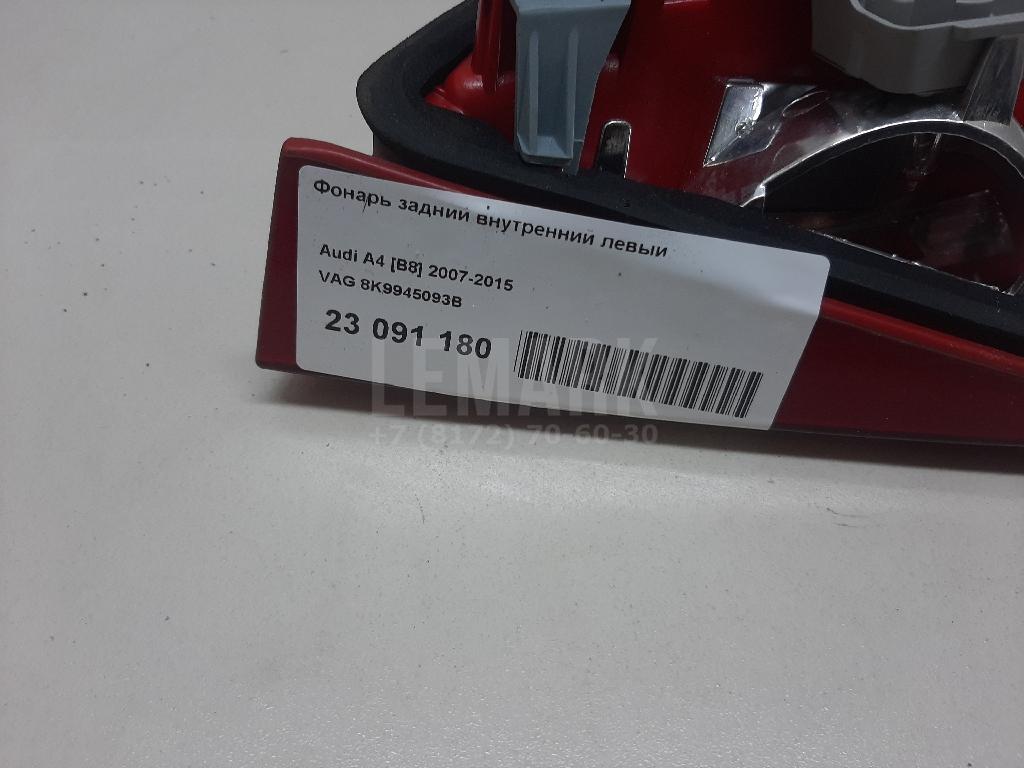 Фонарь задний внутренний левый
Audi A4 [B8] 2007-2015
VAG 8K9945093B
23 091 180
LEMARK
+7 (8172) 70-60-30